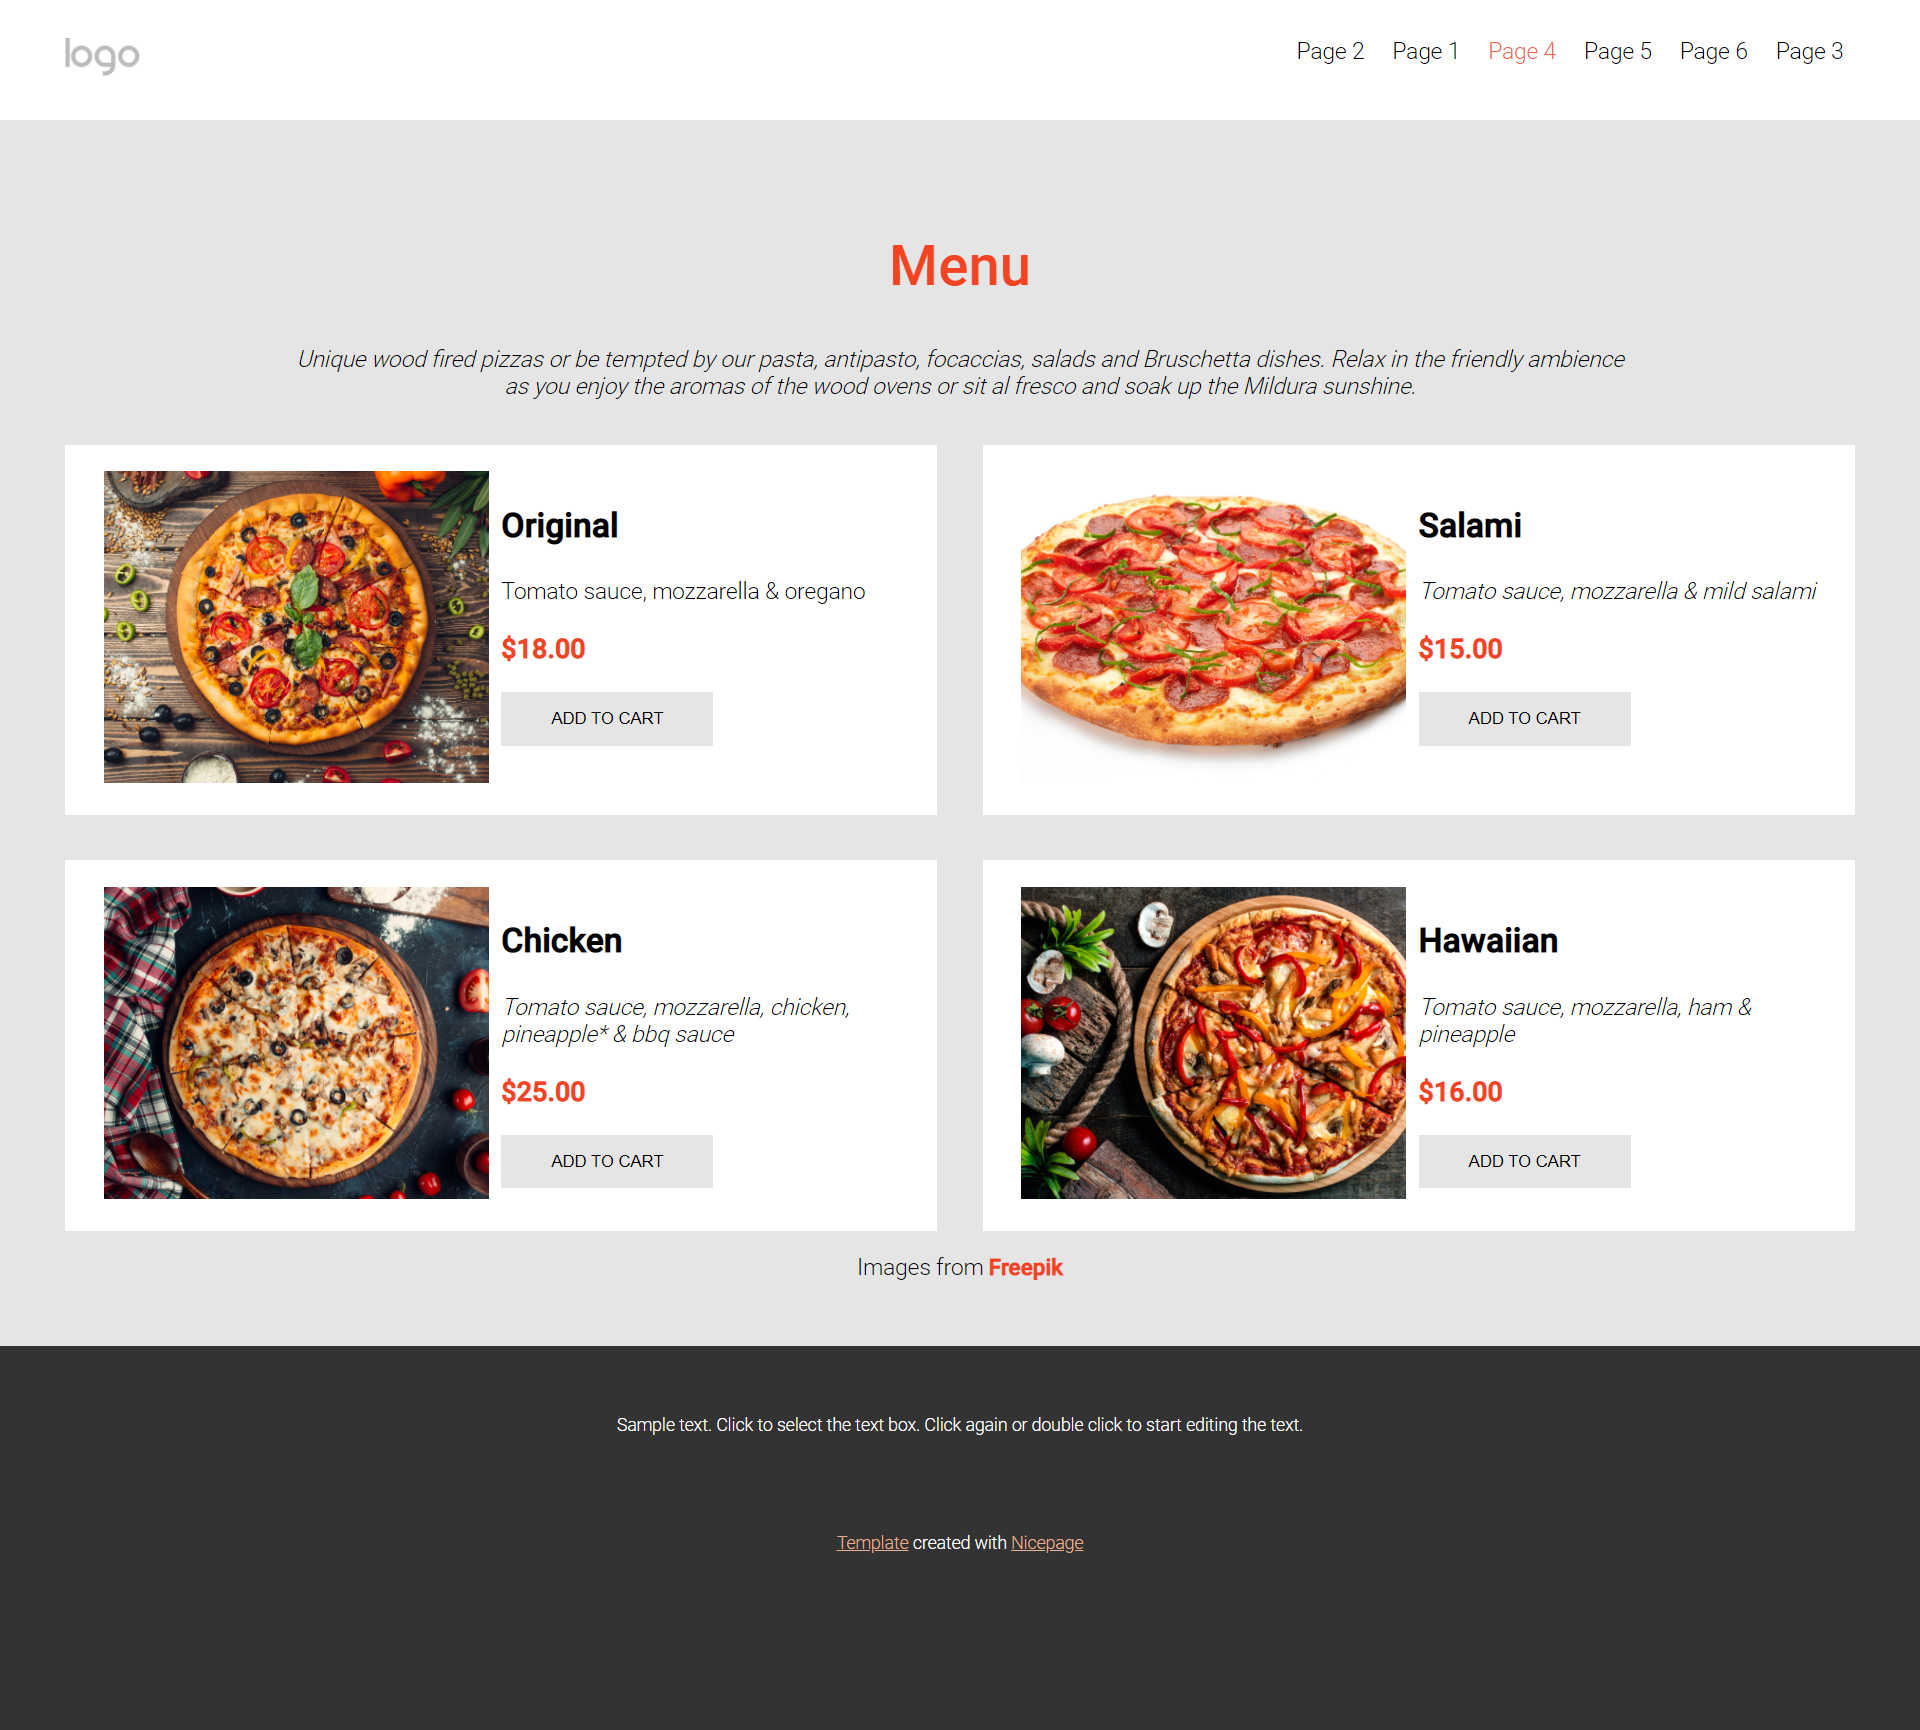 logo
Page 2 Page 1 Page 4 Page 5 Page 6 Page 3
Menu
Unique wood fired pizzas or be tempted by our pasta, antipasto, focaccias, salads and Bruschetta dishes. Relax in the friendly ambience
as you enjoy the aromas of the wood ovens or sit al fresco and soak up the Mildura sunshine.
Original
Tomato sauce, mozzarella & oregano
$18.00
ADD TO CART
Salami
Tomato sauce, mozzarella & mild salami
$15.00
ADD TO CART
Chicken
Tomato sauce, mozzarella, chicken,
pineapple* & bbq sauce
$25.00
ADD TO CART
Hawaiian
Tomato sauce, mozzarella, ham &
pineapple
$16.00
ADD TO CART
Images from Freepik
Sample text. Click to select the text box. Click again or double click to start editing the text.
Template created with Nicepage